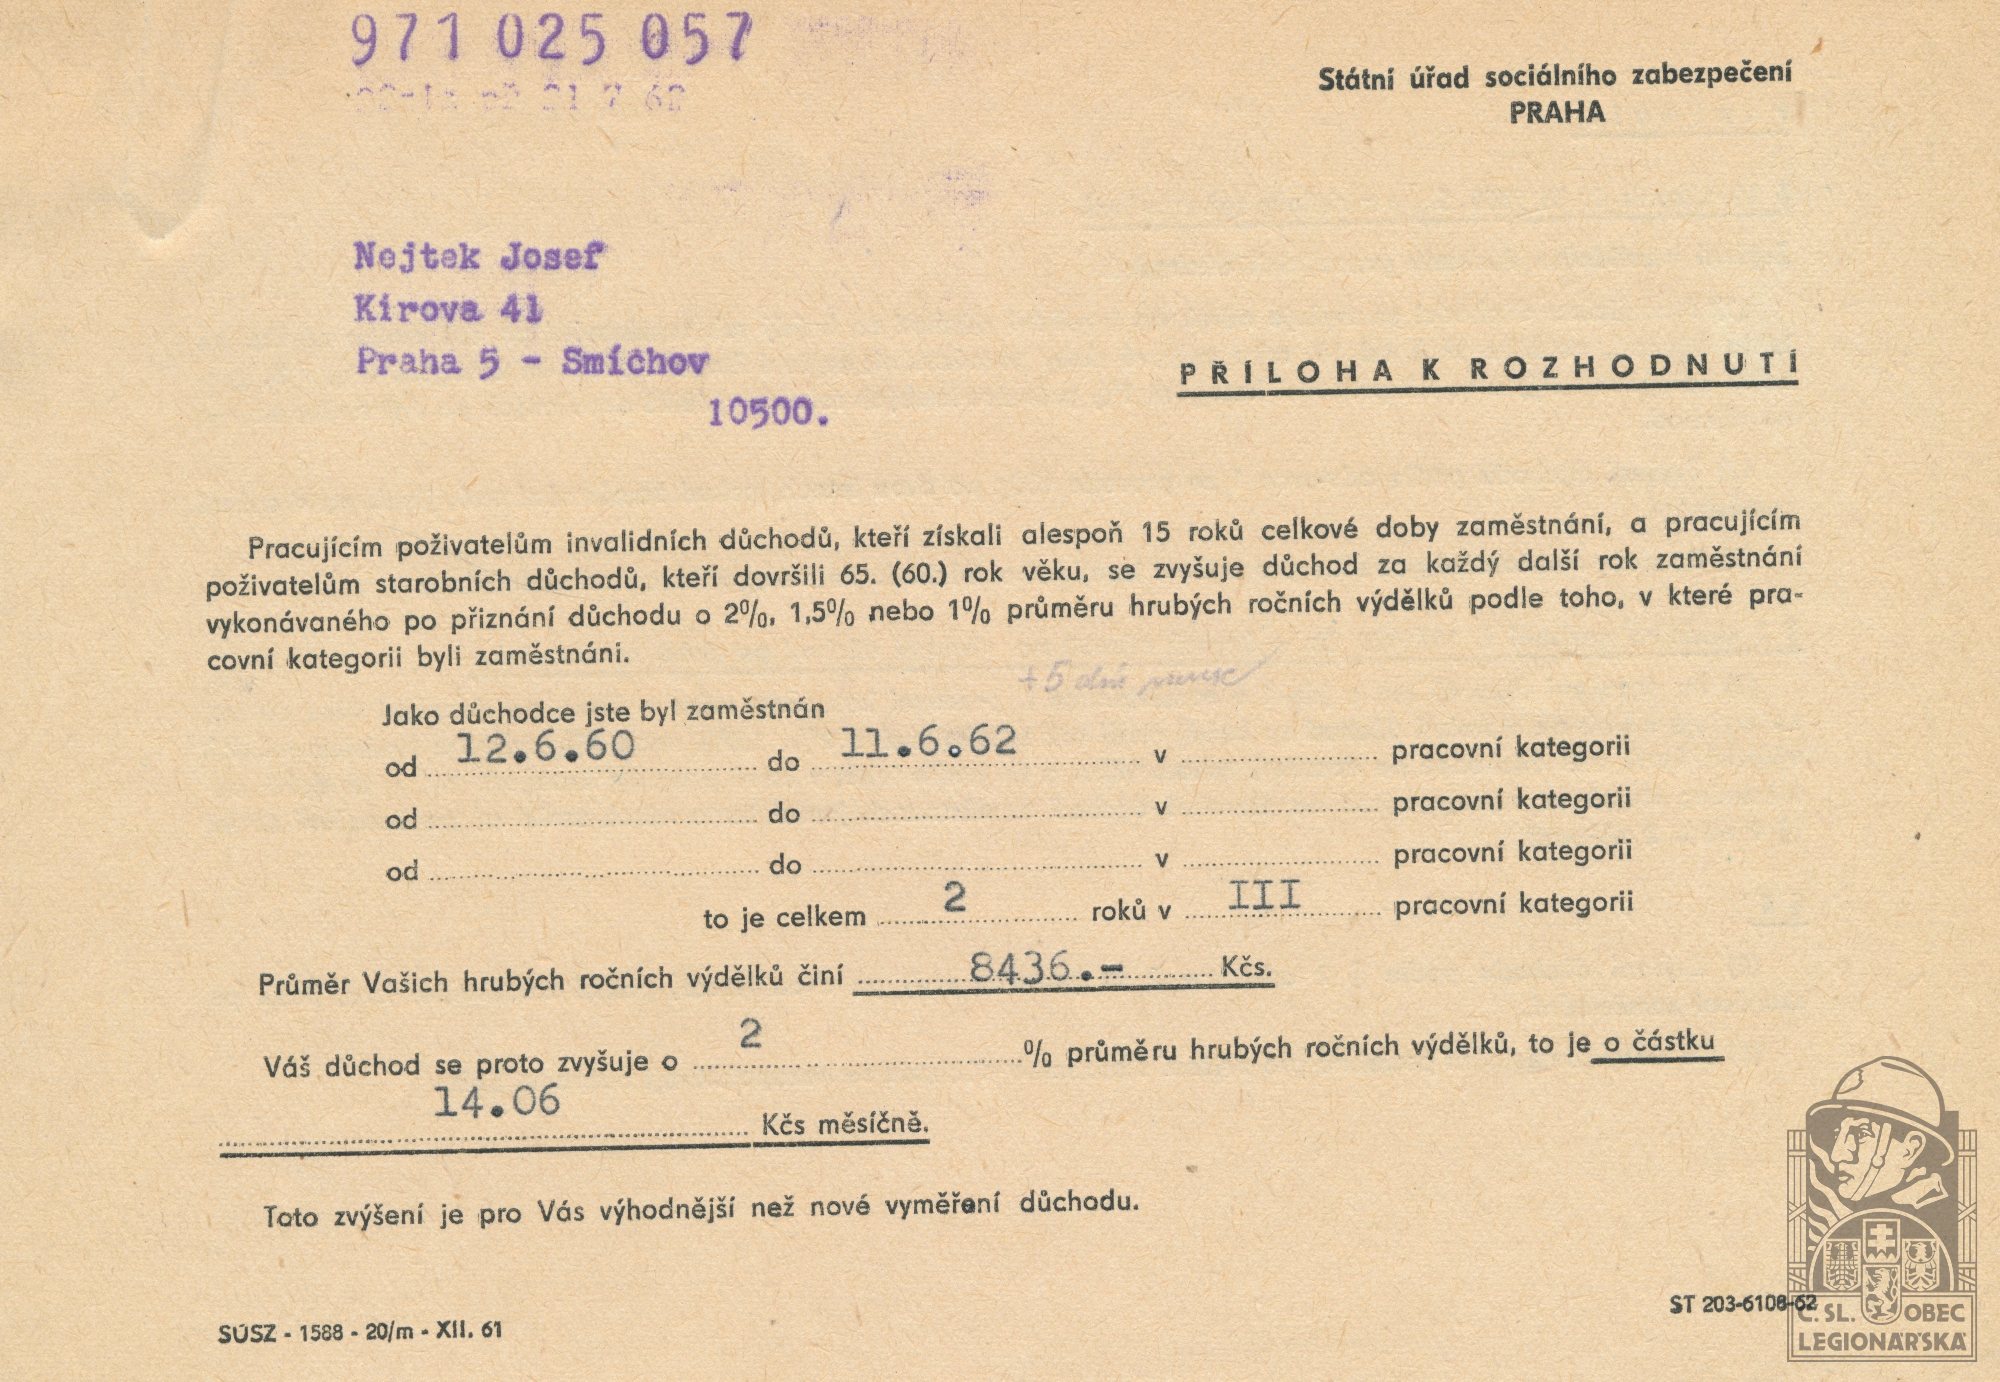 971 025 057
Státní úřad sociálního zabezpečení
PRAHA
Nejtek Josef
Kirova 41
Praha 5 - Smíchov
10500.
PŘÍLOHA K ROZHODNUTÍ
Pracujícím poživatelům invalidních důchodů, kteří získali alespoň 15 roků celkové doby zaměstnání, a pracujícím
poživatelům starobních důchodů, kteří dovršili 65. (60.) rok věku, se zvyšuje důchod za každý další rok zaměstnání
vykonávaného po přiznání důchodu o 2%, 1,5% nebo 1% průměru hrubých ročních výdělků podle toho, v které pra-
covní kategorii byli zaměstnáni.
+5 dní
Jako důchodce jste byl zaměstnán
od 12.6.60 do 11.6.62 v pracovní kategorii
od do v pracovní kategorii
od do v pracovní kategorii
to je celkem 2 roků v III pracovní kategorii
Průměr Vašich hrubých ročních výdělků činí 8436.- Kčs.
Váš důchod se proto zvyšuje o 2 % průměru hrubých ročních výdělků, to je o částku
14.06 Kčs měsíčně.
Toto zvýšení je pro Vás výhodnější než nové vyměření důchodu.
SÚSZ - 1588 - 20/m - XII. 61
ST 203-6108-62
Č. SL. OBEC
LEGIONÁŘSKÁ